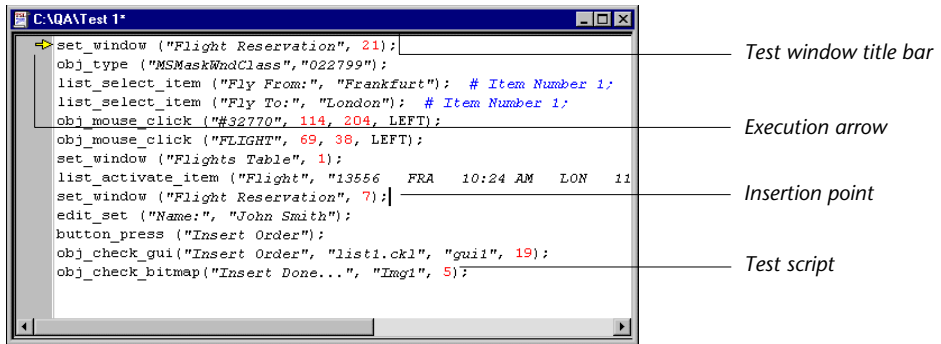 C:\QA\Test 1*
set_window ("Flight Reservation", 21);
obj_type ("MSMaskWndClass","022799");
list_select_item ("Fly From:", "Frankfurt"); # Item Number 1;
list_select_item ("Fly To:", "London"); # Item Number 1;
obj_mouse_click ("#32770", 114, 204, LEFT);
obj_mouse_click ("FLIGHT", 69, 38, LEFT);
set_window ("Flights Table", 1);
list_activate_item ("Flight", "13556 FRA 10:24 AM LON 11
set_window ("Flight Reservation", 7);
edit_set ("Name:", "John Smith");
button_press ("Insert Order");
obj_check_gui("Insert Order", "list1.ckl", "gui1", 19);
obj_check_bitmap("Insert Done...", "Img1", 5);
Test window title bar
Execution arrow
Insertion point
Test script